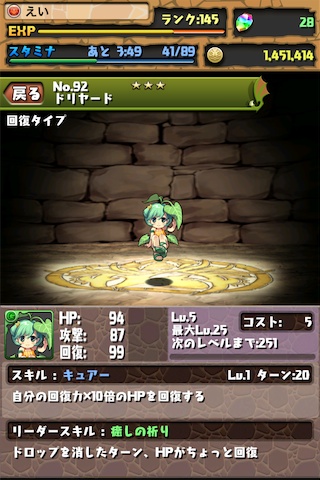 えい
ランク:145
28
EXP
スタミナ あと 3:49 41/89
1,451,414
戻る
No.92
★★★
ドリヤード
回復タイプ
HP: 94
攻撃: 87
回復: 99
Lv.5
最大Lv.25
次のレベルまで:251
コスト: 5
スキル:キュアー Lv.1 ターン:20
自分の回復力×10倍のHPを回復する
リーダースキル:癒しの祈り
ドロップを消したターン、HPがちょっと回復